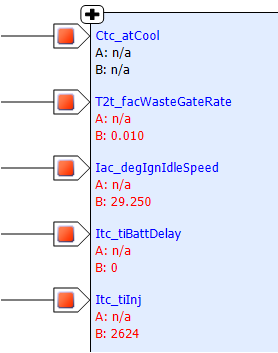 Ctc_atCool
A: n/a
B: n/a
T2t_facWasteGateRate
A: n/a
B: 0.010
Iac_degIgnIdleSpeed
A: n/a
B: 29.250
Itc_tiBattDelay
A: n/a
B: 0
Itc_tiInj
A: n/a
B: 2624